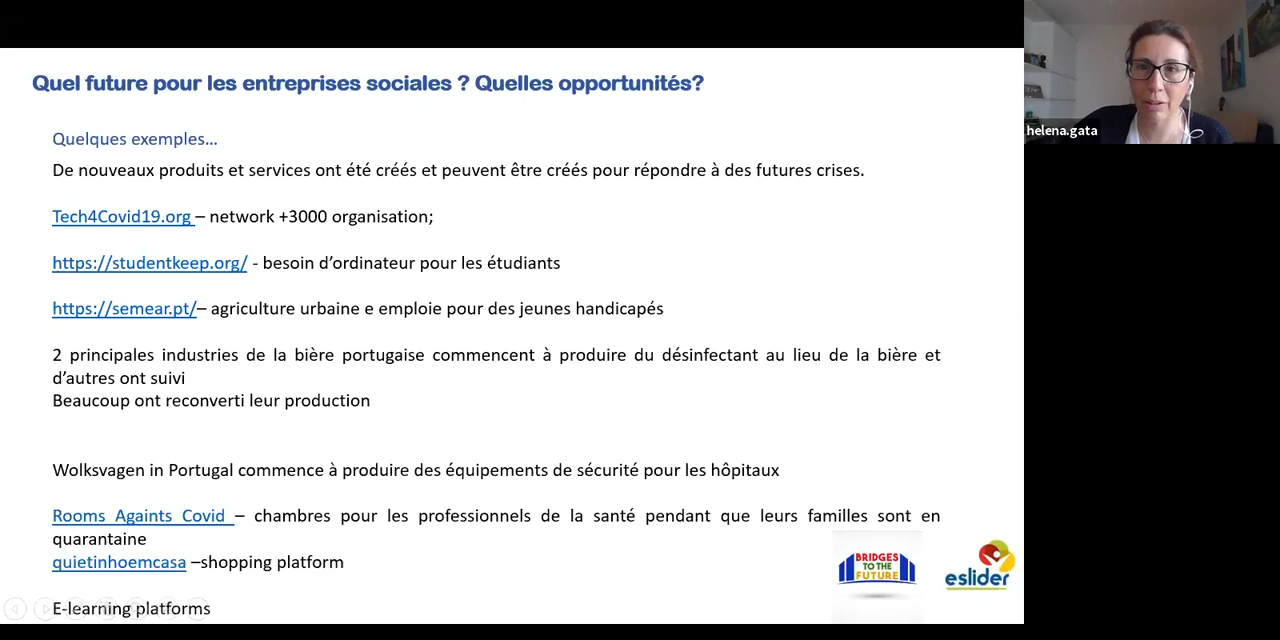 Quel future pour les entreprises sociales ? Quelles opportunités?
helena.gata
Quelques exemples...
De nouveaux produits et services ont été créés et peuvent être créés pour répondre à des futures crises.
Tech4Covid19.org – network +3000 organisation;
https://studentkeep.org/ - besoin d’ordinateur pour les étudiants
https://semear.pt/– agriculture urbaine e emploie pour des jeunes handicapés
2 principales industries de la bière portugaise commencent à produire du désinfectant au lieu de la bière et
d’autres ont suivi
Beaucoup ont reconverti leur production
Wolksvagen in Portugal commence à produire des équipements de sécurité pour les hôpitaux
Rooms Againts Covid – chambres pour les professionnels de la santé pendant que leurs familles sont en
quarantaine
quietinhoemcasa –shopping platform
E-learning platforms
BRIDGES
TO THE
FUTURE
eslider